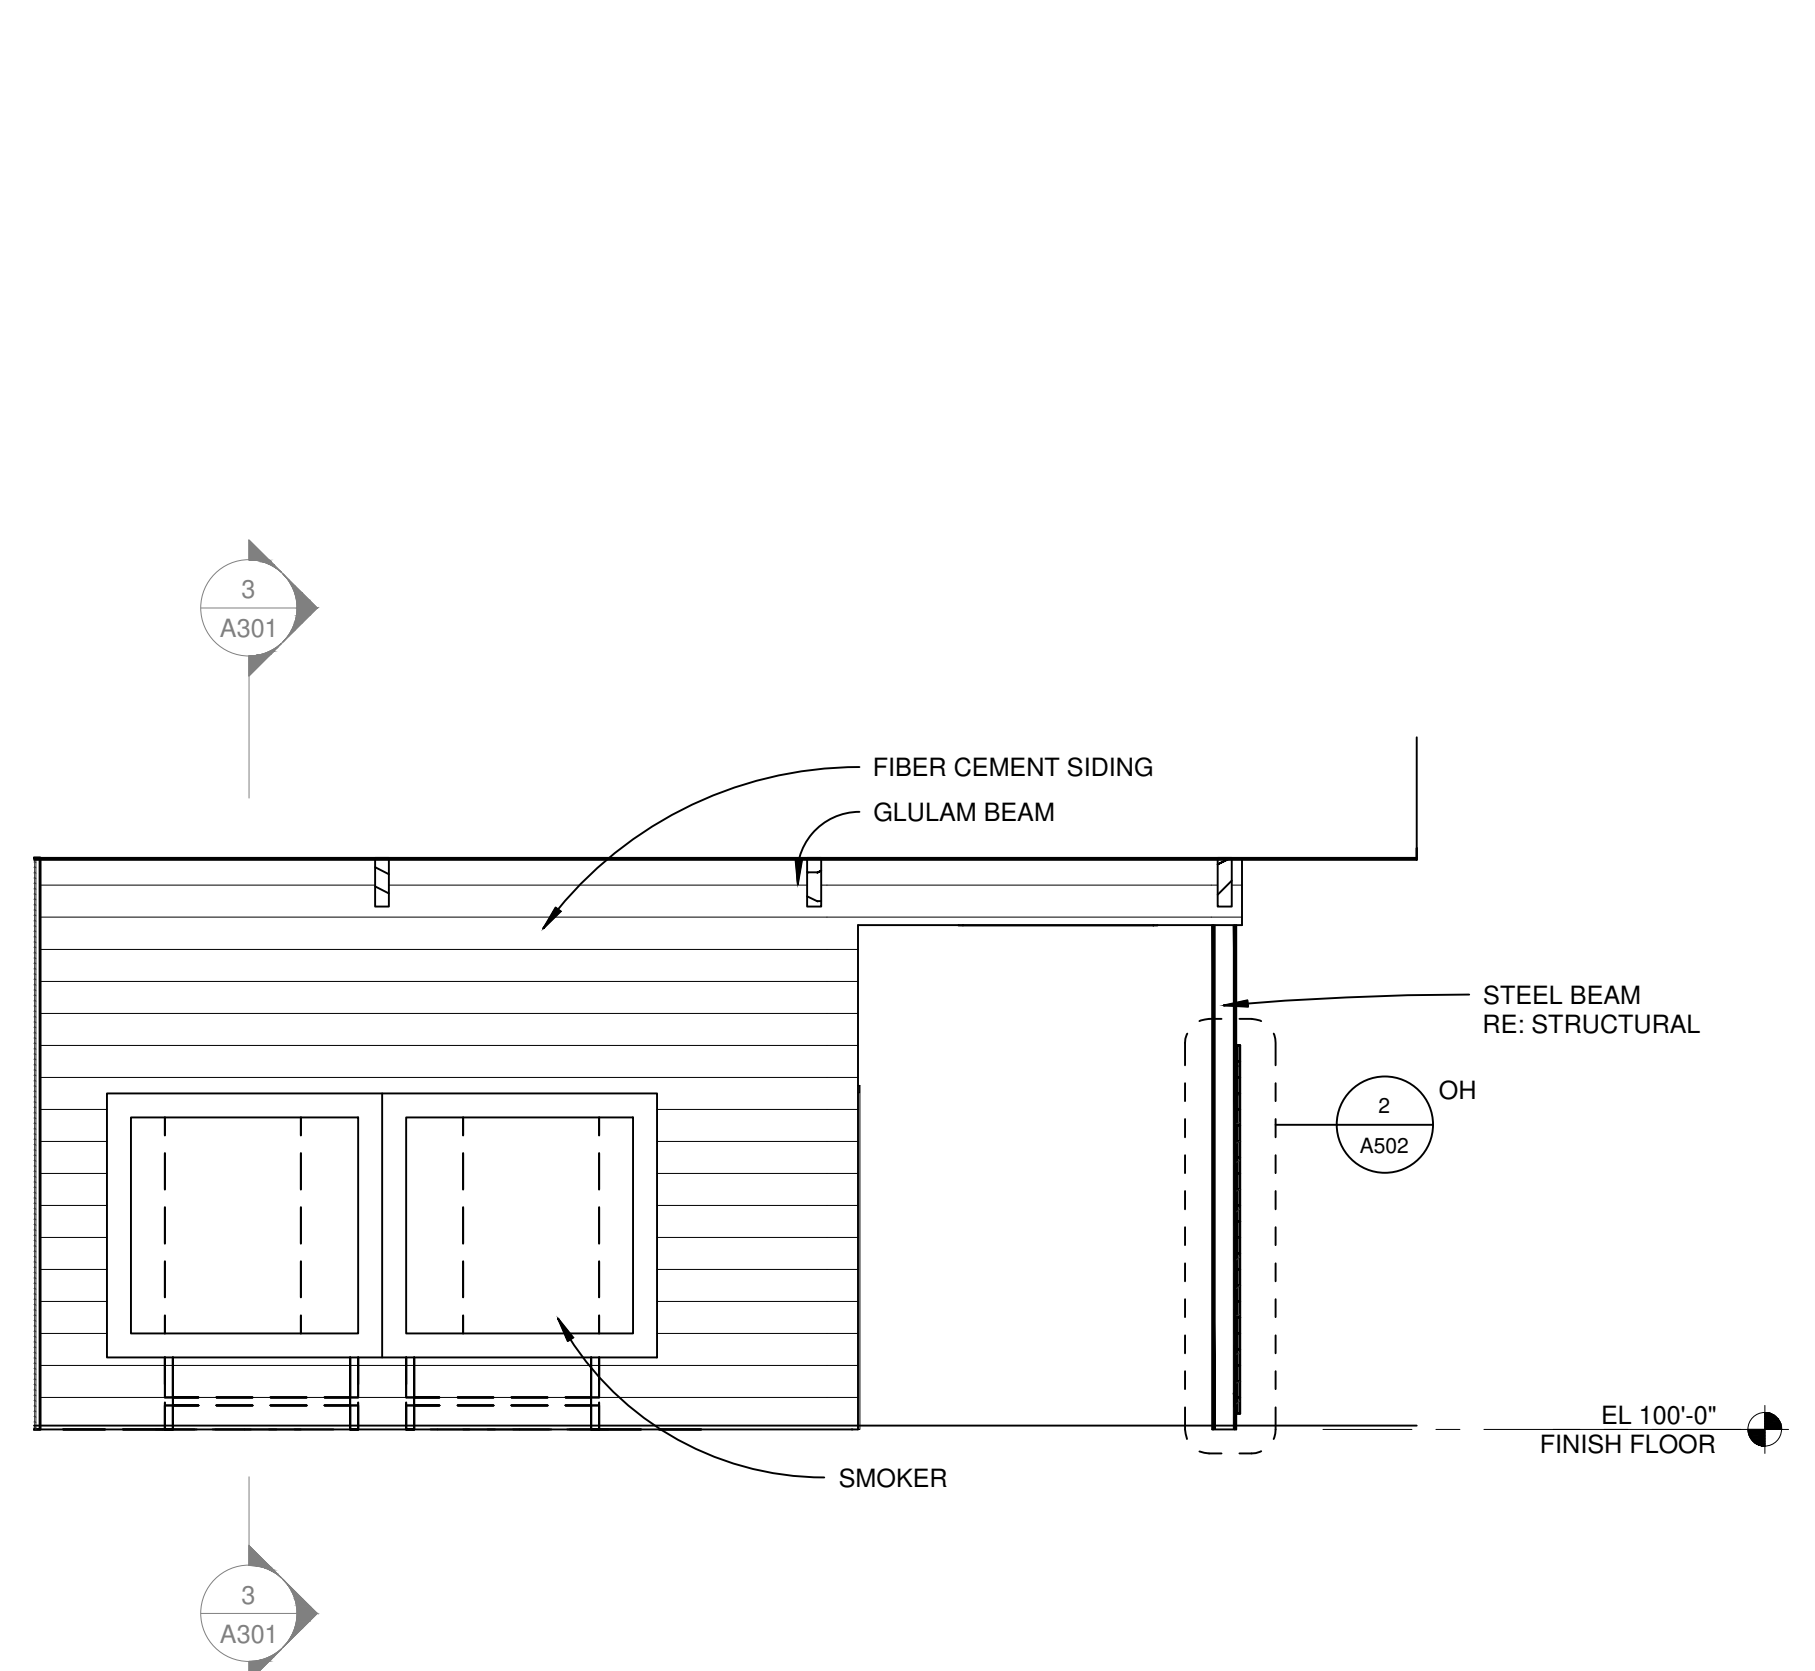 3
A301
FIBER CEMENT SIDING
GLULAM BEAM
STEEL BEAM
RE: STRUCTURAL
OH
2
A502
EL 100'-0"
FINISH FLOOR
SMOKER
3
A301